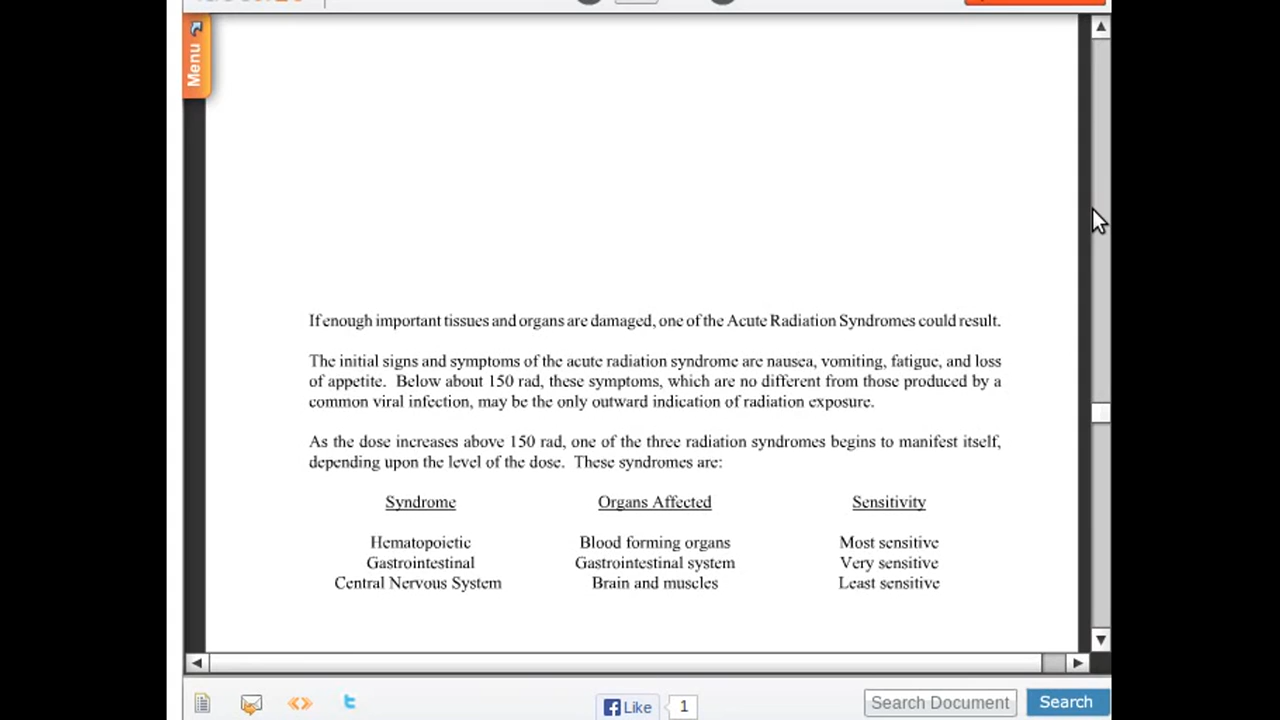 Menu
If enough important tissues and organs are damaged, one of the Acute Radiation Syndromes could result.
The initial signs and symptoms of the acute radiation syndrome are nausea, vomiting, fatigue, and loss
of appetite. Below about 150 rad, these symptoms, which are no different from those produced by a
common viral infection, may be the only outward indication of radiation exposure.
As the dose increases above 150 rad, one of the three radiation syndromes begins to manifest itself,
depending upon the level of the dose. These syndromes are:
Syndrome Organs Affected Sensitivity
Hematopoietic Blood forming organs Most sensitive
Gastrointestinal Gastrointestinal system Very sensitive
Central Nervous System Brain and muscles Least sensitive
Like 1 Search Document Search